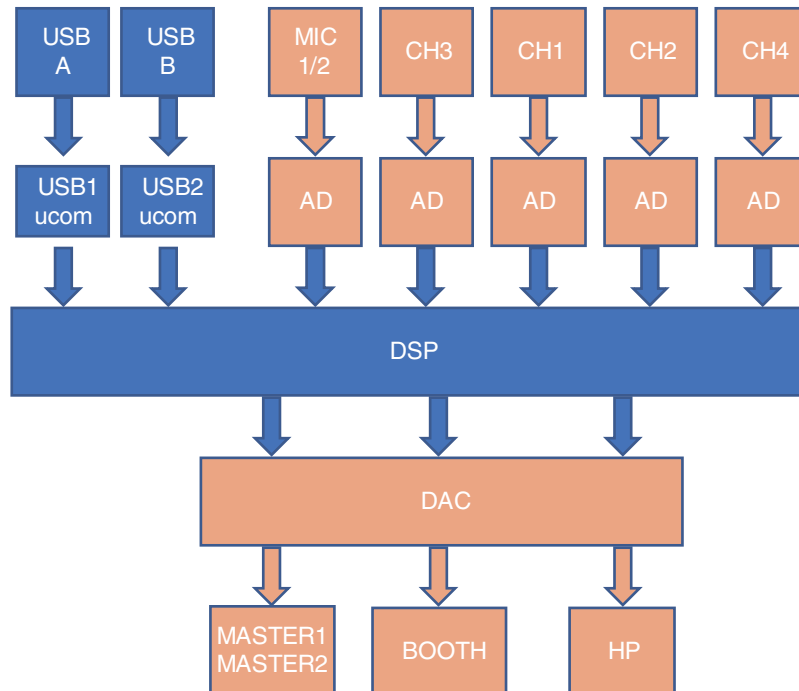 USB
A
USB
B
MIC
1/2
CH3
CH1
CH2
CH4
USB1
ucom
USB2
ucom
AD
AD
AD
AD
AD
DSP
DAC
MASTER1
MASTER2
BOOTH
HP